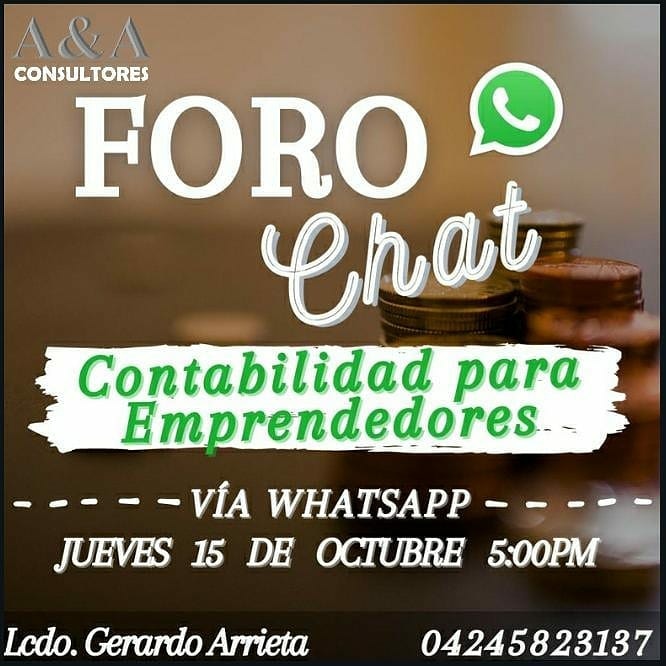 A&A
CONSULTORES
FORO
Chat
Contabilidad para
Emprendedores
VÍA WHATSAPP
JUEVES 15 DE OCTUBRE 5:00PM
Lcdo. Gerardo Arrieta 04245823137